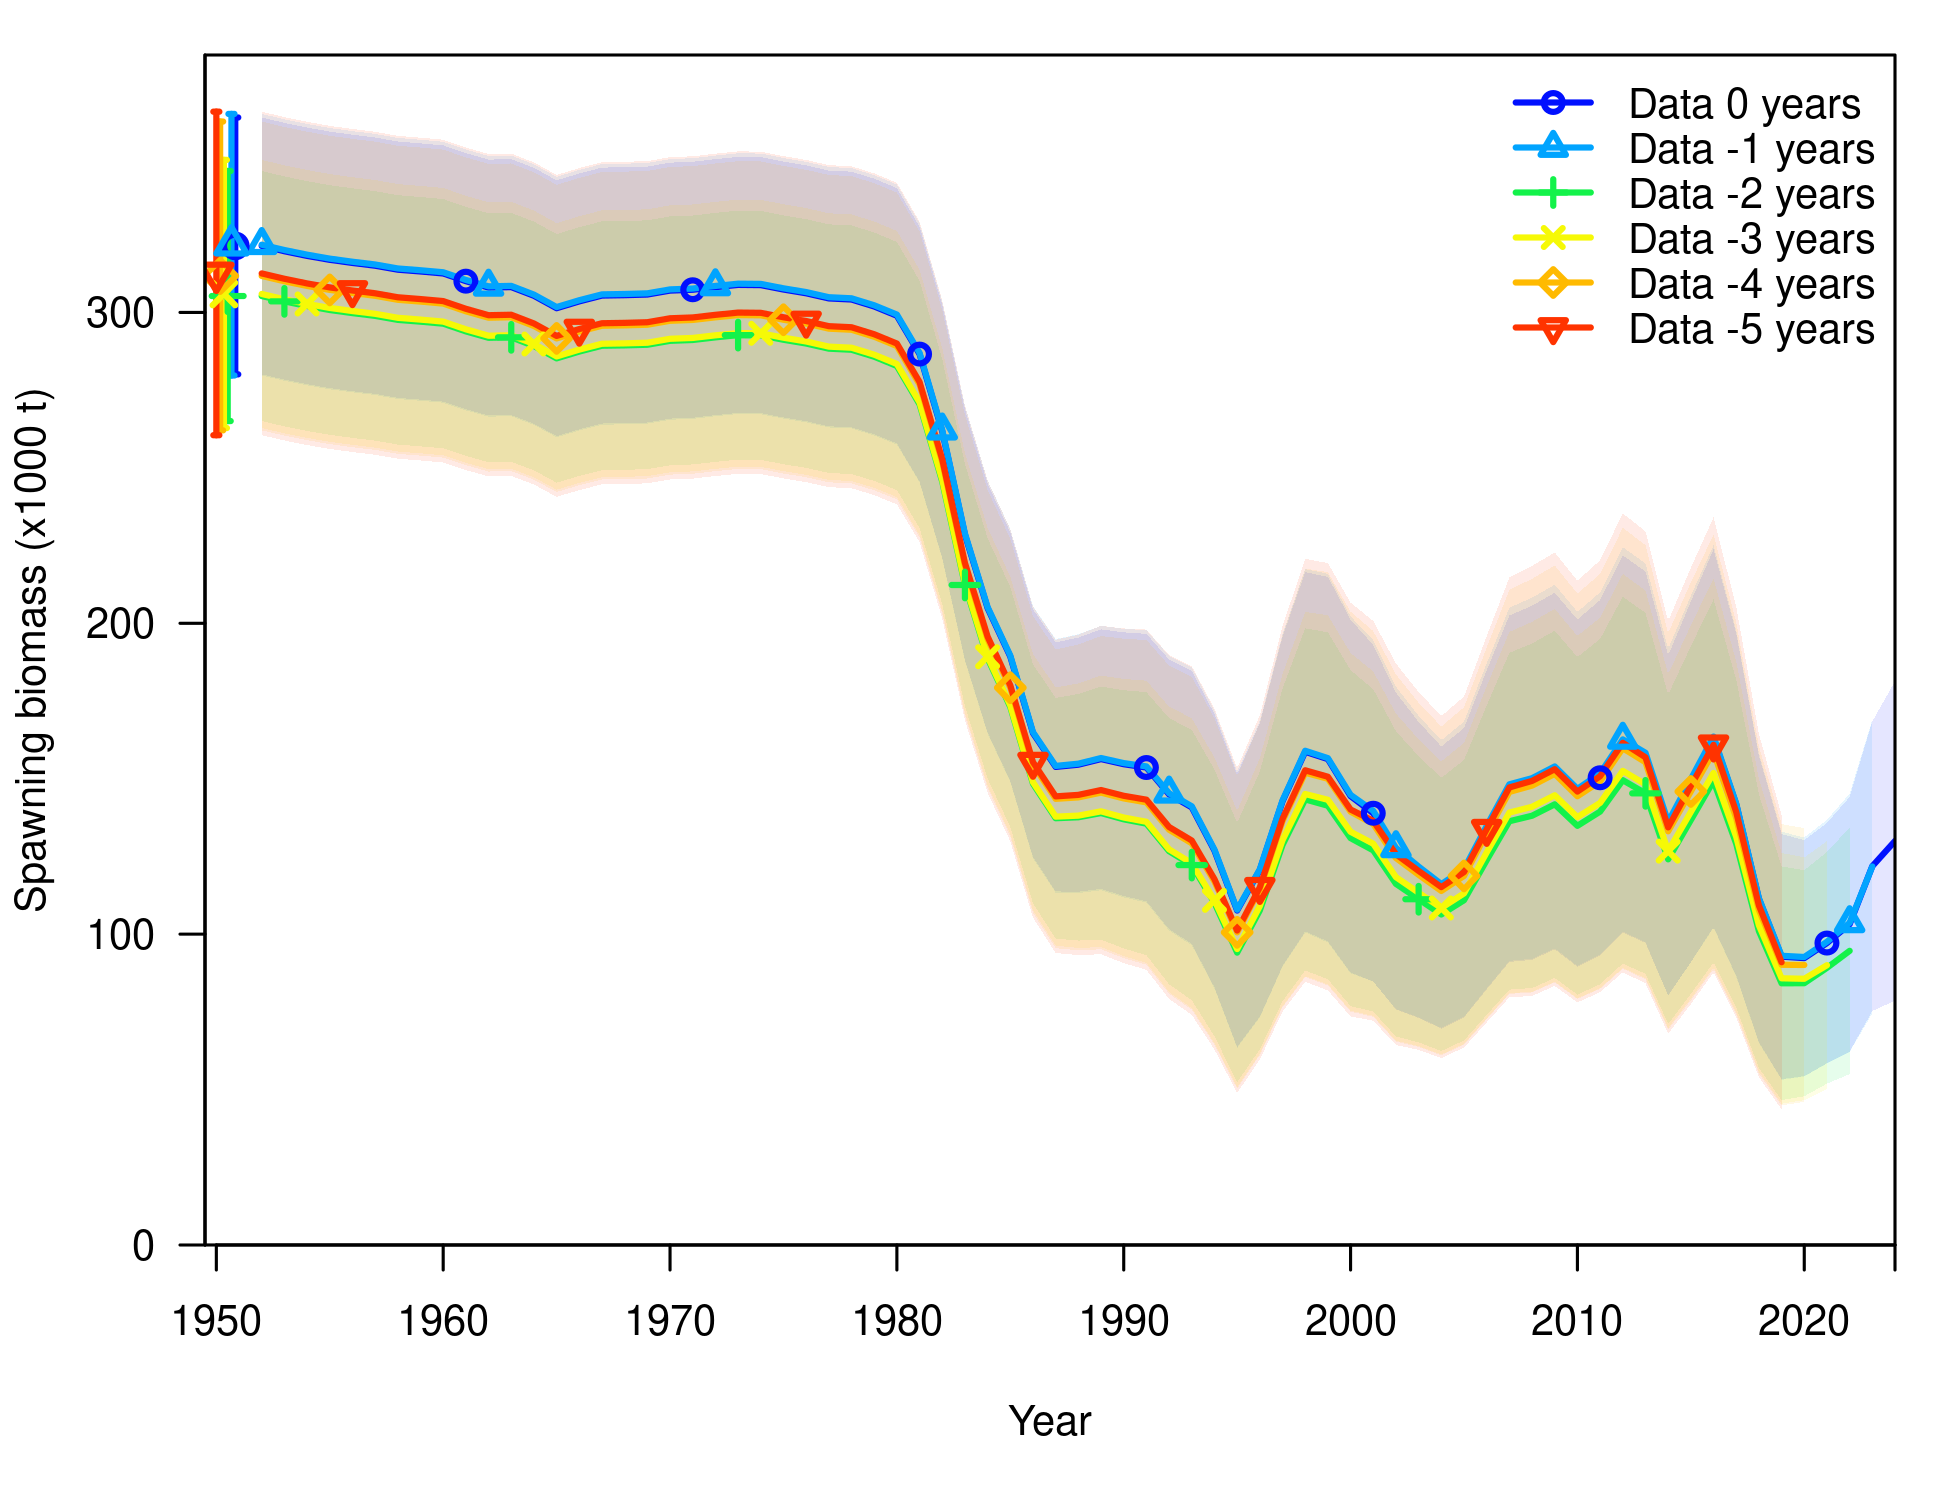 Data 0 years
Data -1 years
Data -2 years
Data -3 years
Data -4 years
Data -5 years
Spawning biomass (x1000 t)
300
200
100
0
1950 1960 1970 1980 1990 2000 2010 2020
Year